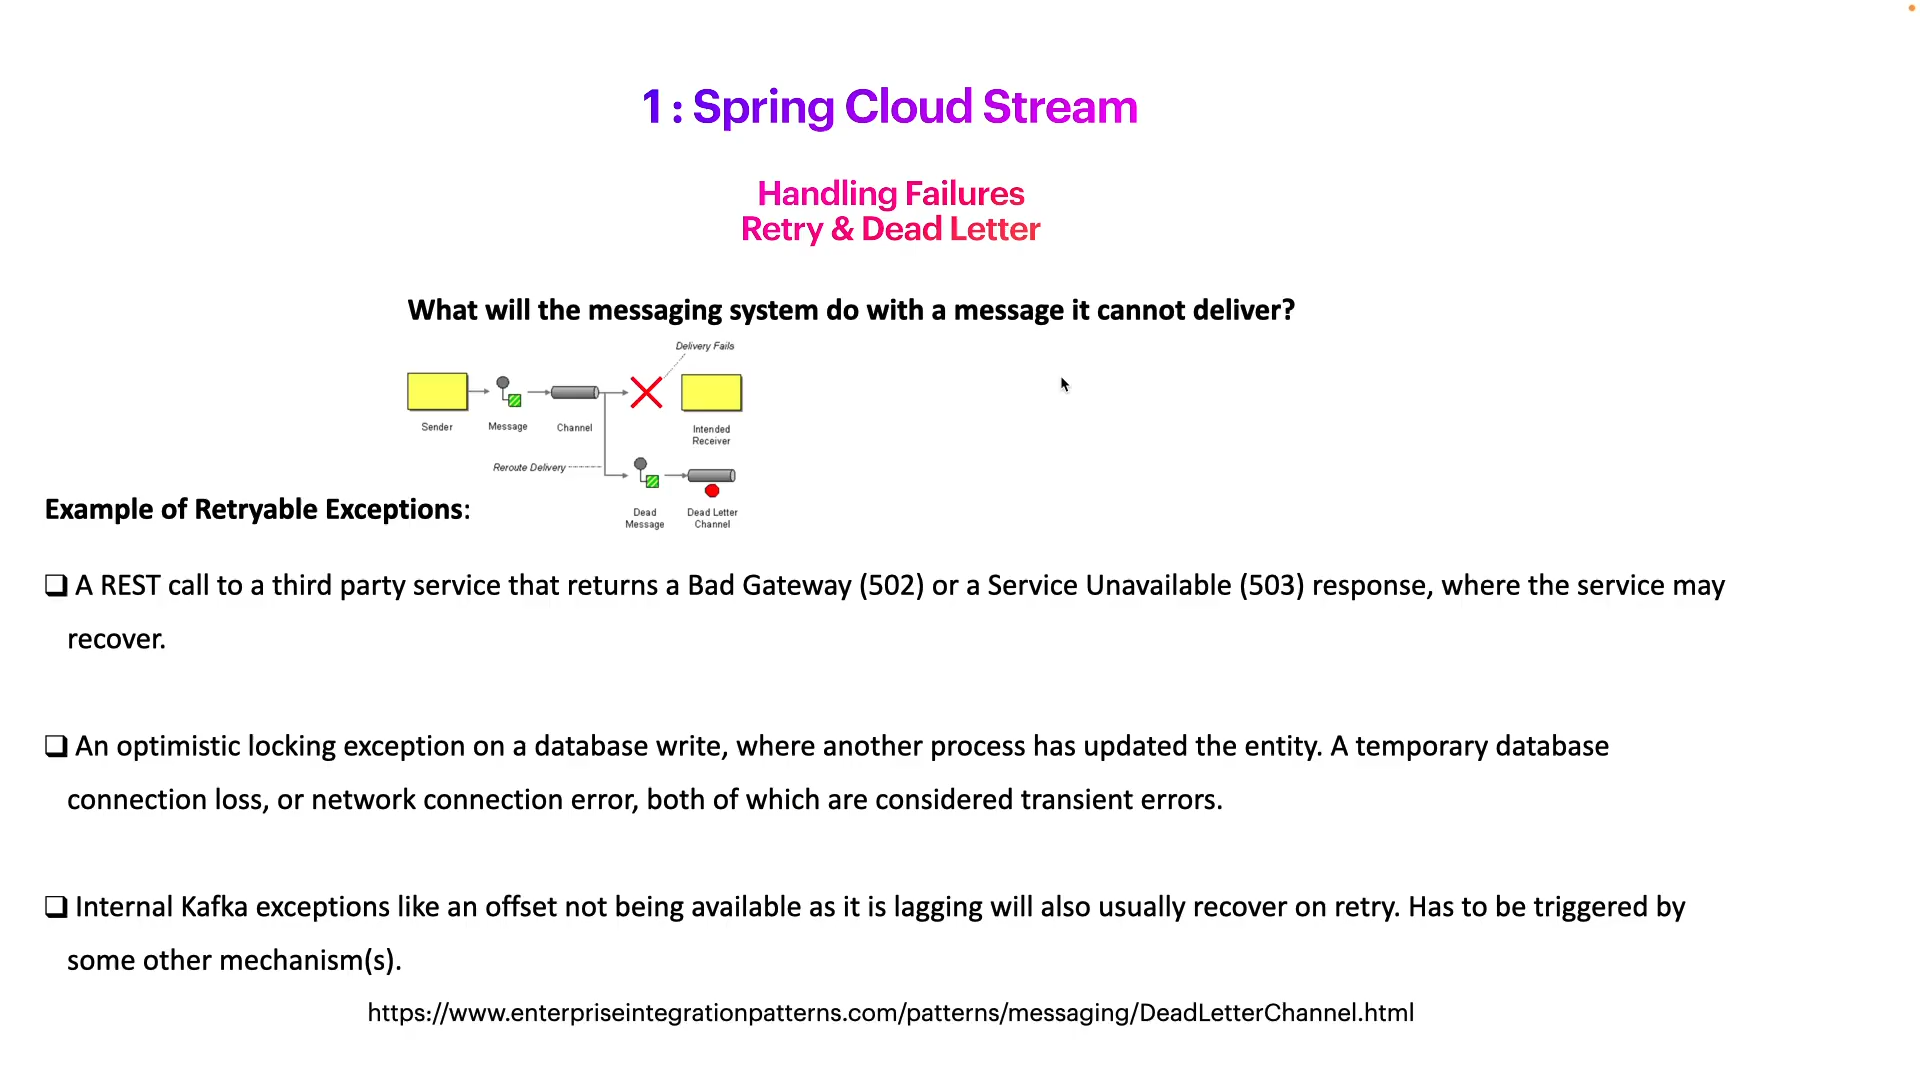 1 : Spring Cloud Stream
Handling Failures
Retry & Dead Letter
What will the messaging system do with a message it cannot deliver?
Delivery Fails
Sender
Message
Channel
Intended
Receiver
Reroute Delivery
Dead
Message
Dead Letter
Channel
Example of Retryable Exceptions:
❑ A REST call to a third party service that returns a Bad Gateway (502) or a Service Unavailable (503) response, where the service may
recover.
❑ An optimistic locking exception on a database write, where another process has updated the entity. A temporary database
connection loss, or network connection error, both of which are considered transient errors.
❑ Internal Kafka exceptions like an offset not being available as it is lagging will also usually recover on retry. Has to be triggered by
some other mechanism(s).
https://www.enterpriseintegrationpatterns.com/patterns/messaging/DeadLetterChannel.html